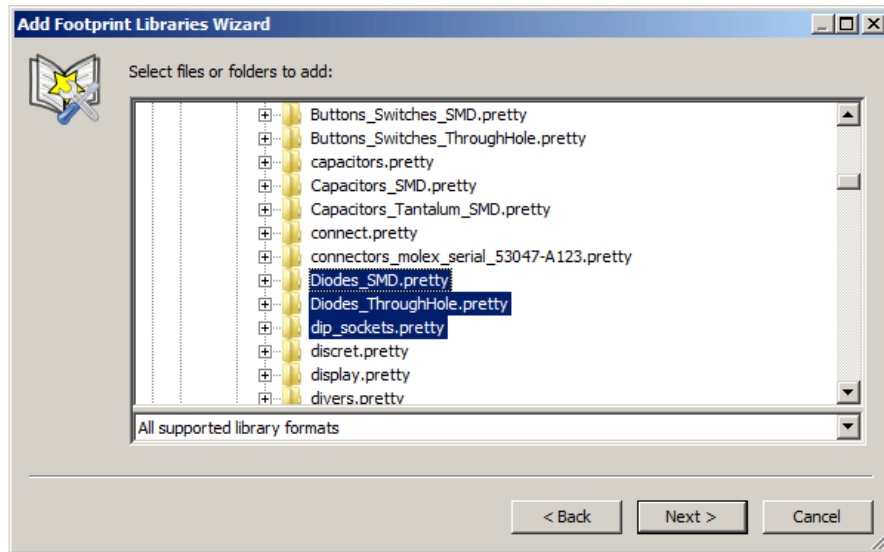 Add Footprint Libraries Wizard
Select files or folders to add:
Buttons_Switches_SMD.pretty
Buttons_Switches_ThroughHole.pretty
capacitors.pretty
Capacitors_SMD.pretty
Capacitors_Tantalum_SMD.pretty
connect.pretty
connectors_molex_serial_53047-A123.pretty
Diodes_SMD.pretty
Diodes_ThroughHole.pretty
dip_sockets.pretty
discret.pretty
display.pretty
divers.pretty
All supported library formats
< Back Next > Cancel